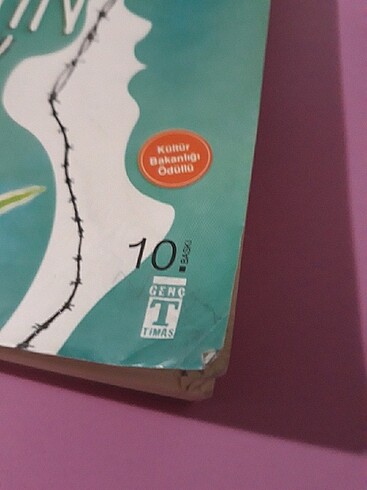 Kültür
Bakanlığı
Ödüllü
10.
BASKI
GENÇ
T
TİMAŞ